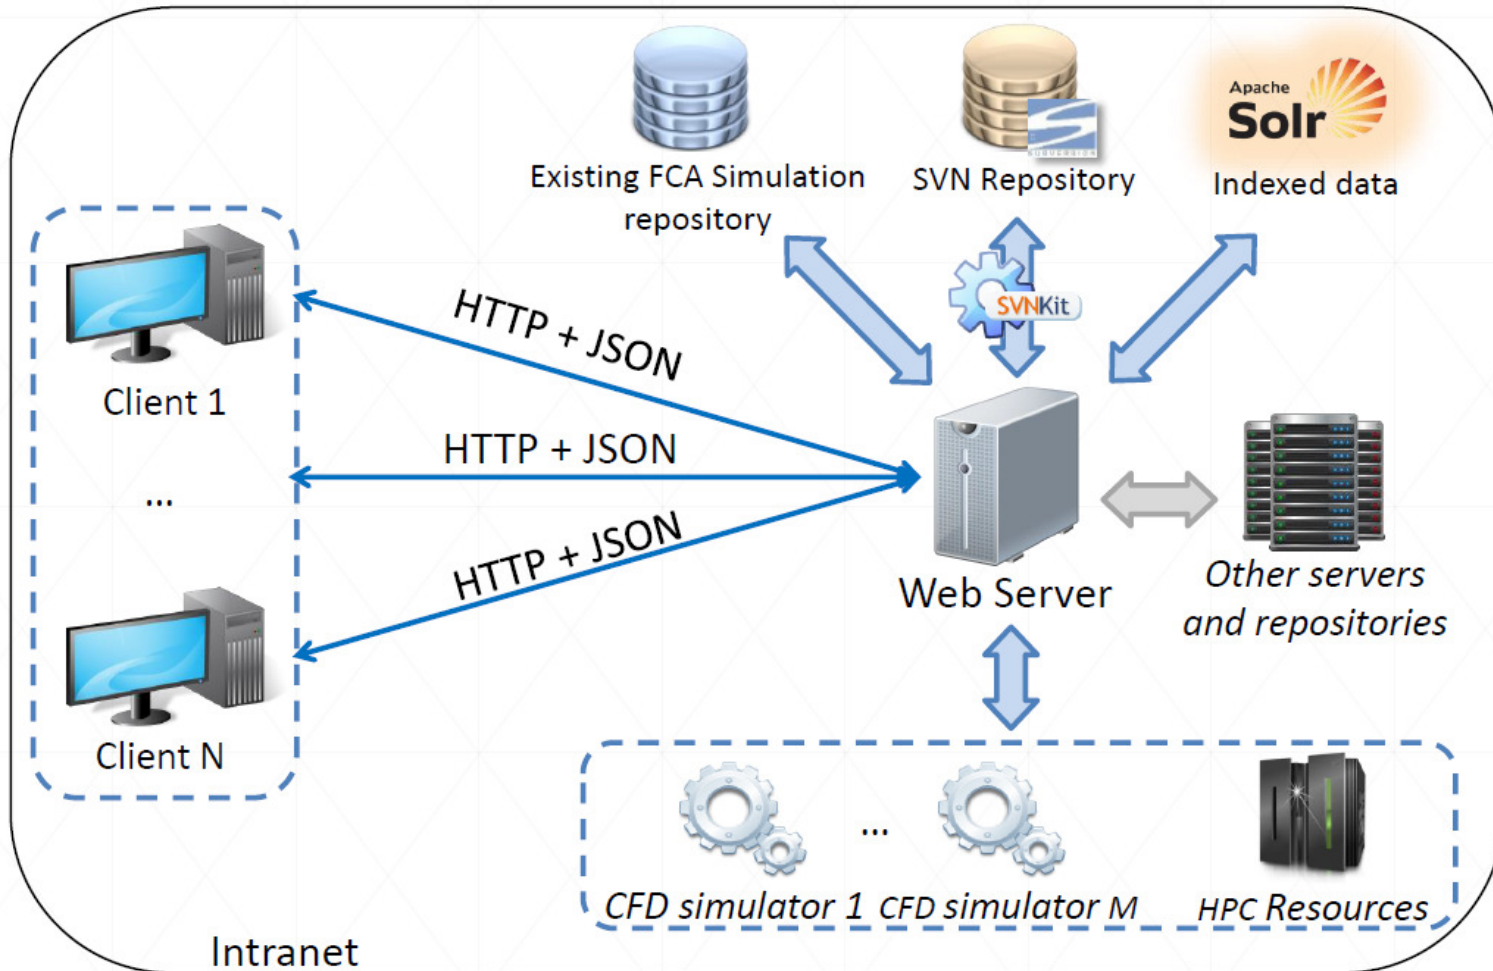 Existing FCA Simulation
repository
SUBVERSION
SVN Repository
Apache
Solr
Indexed data
SVNKit
Client 1
...
Client N
HTTP + JSON
HTTP + JSON
HTTP + JSON
Web Server
Other servers
and repositories
CFD simulator 1
...
CFD simulator M
HPC Resources
Intranet